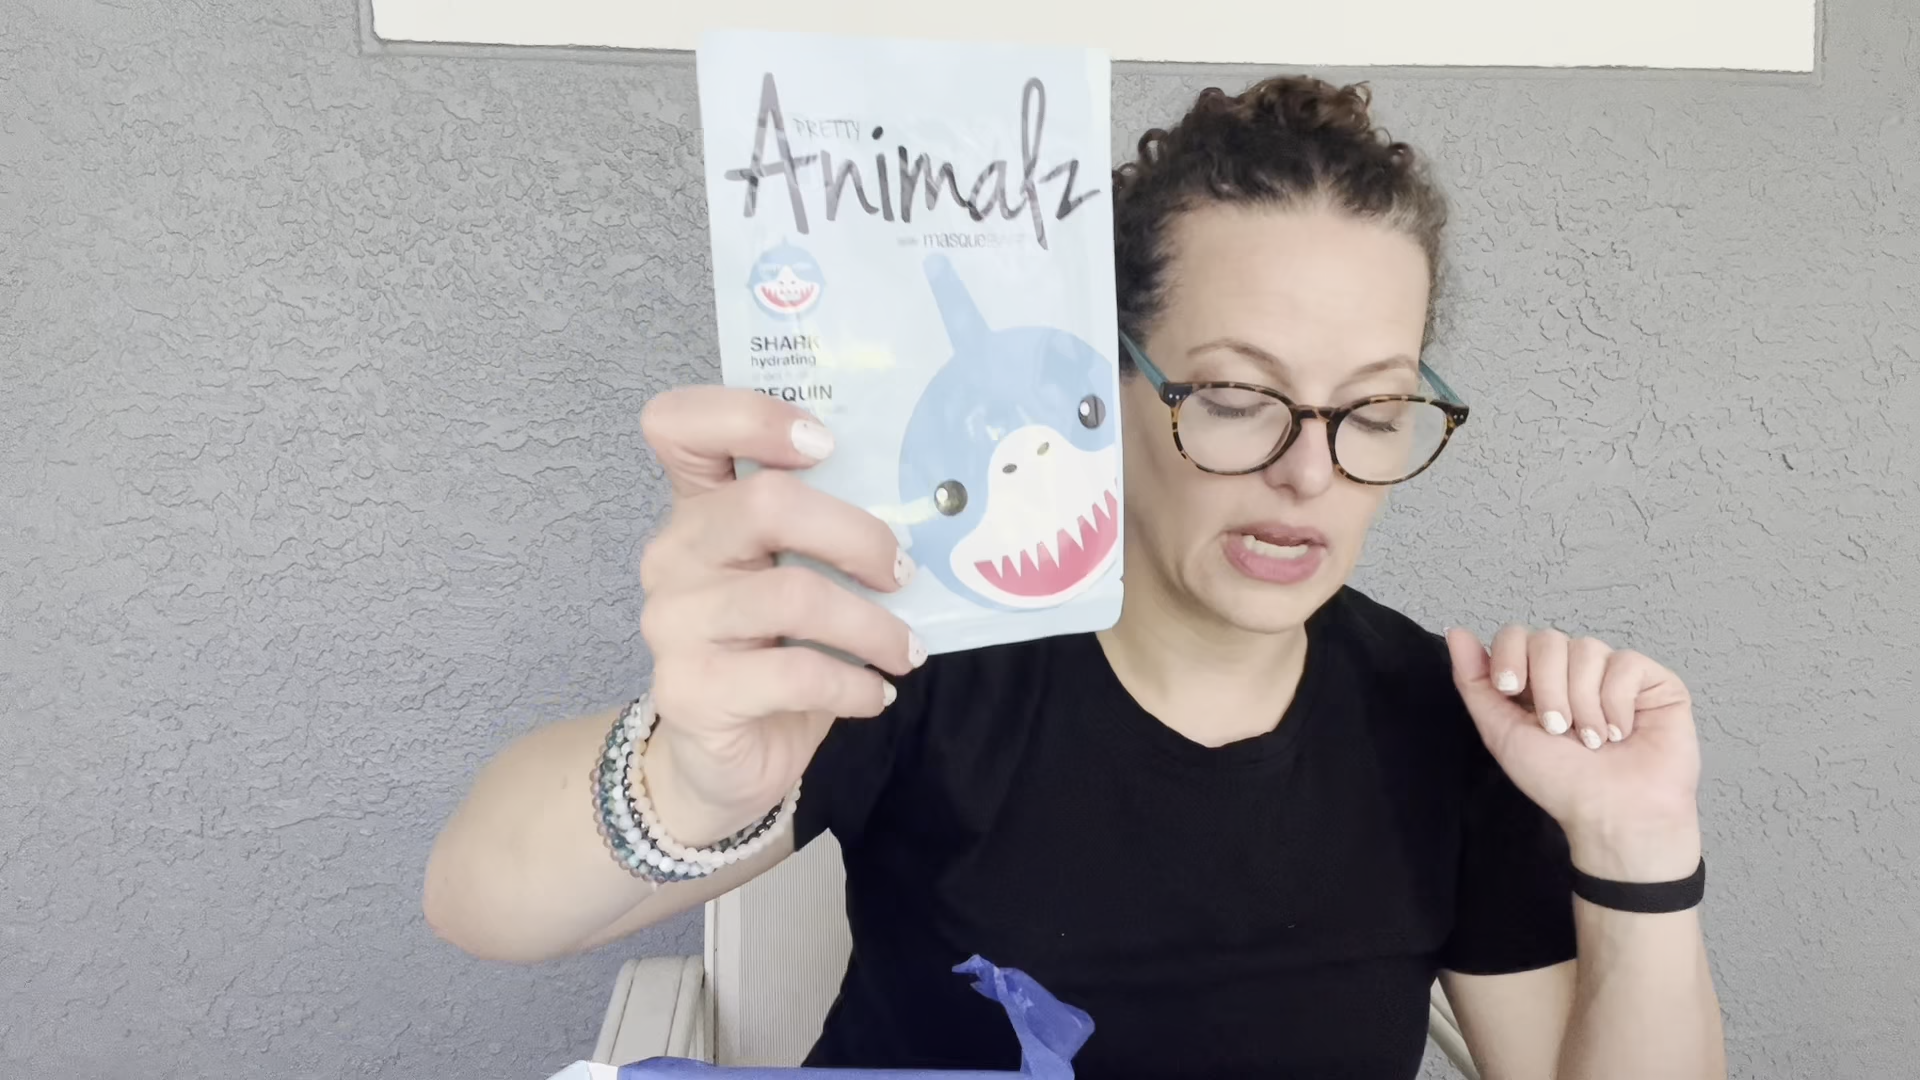 PRETTY
Animalz
masque
SHARK
hydrating
REQUIN